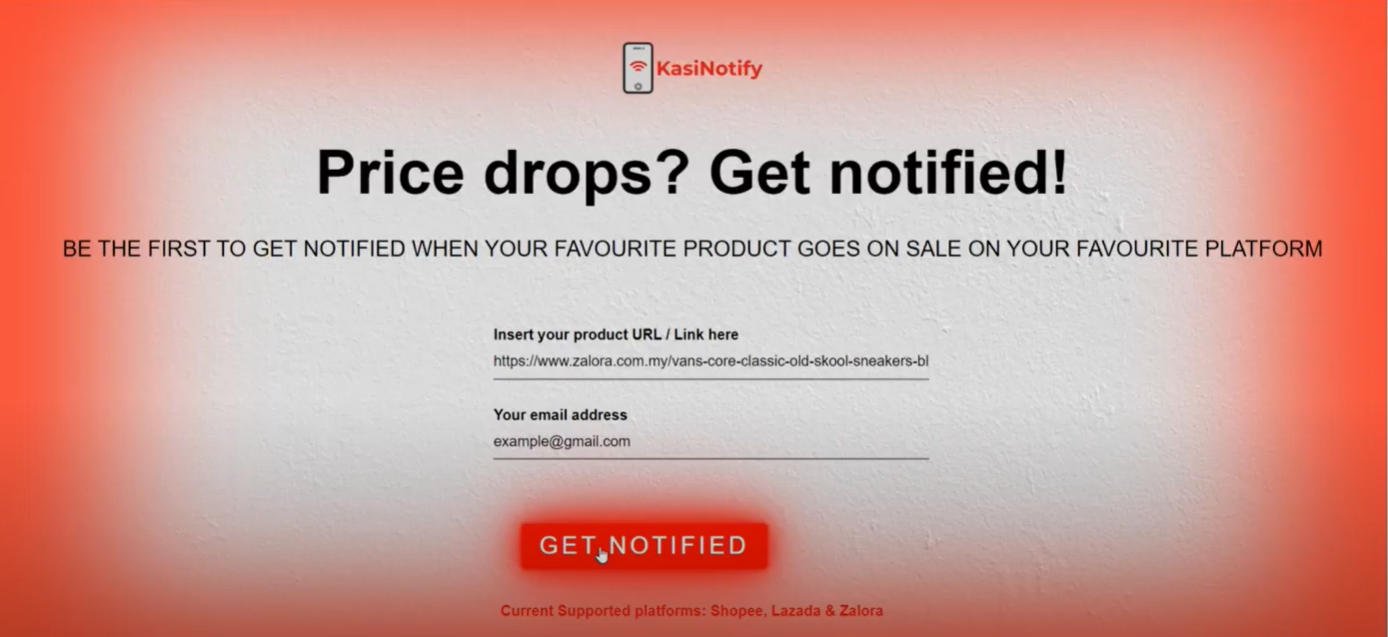 KasiNotify
Price drops? Get notified!
BE THE FIRST TO GET NOTIFIED WHEN YOUR FAVOURITE PRODUCT GOES ON SALE ON YOUR FAVOURITE PLATFORM
Insert your product URL / Link here
https://www.zalora.com.my/vans-core-classic-old-skool-sneakers-bl
Your email address
example@gmail.com
GET NOTIFIED
Current Supported platforms: Shopee, Lazada & Zalora